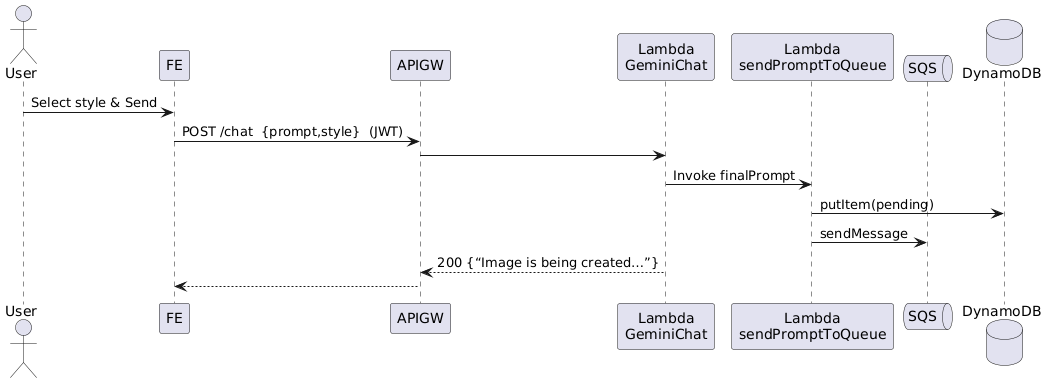 User
FE
APIGW
Lambda
GeminiChat
Lambda
sendPromptToQueue
SQS
DynamoDB
Select style & Send
POST /chat  {prompt,style}  (JWT)
Invoke finalPrompt
putItem(pending)
sendMessage
200 {“Image is being created…”}
User
FE
APIGW
Lambda
GeminiChat
Lambda
sendPromptToQueue
SQS
DynamoDB